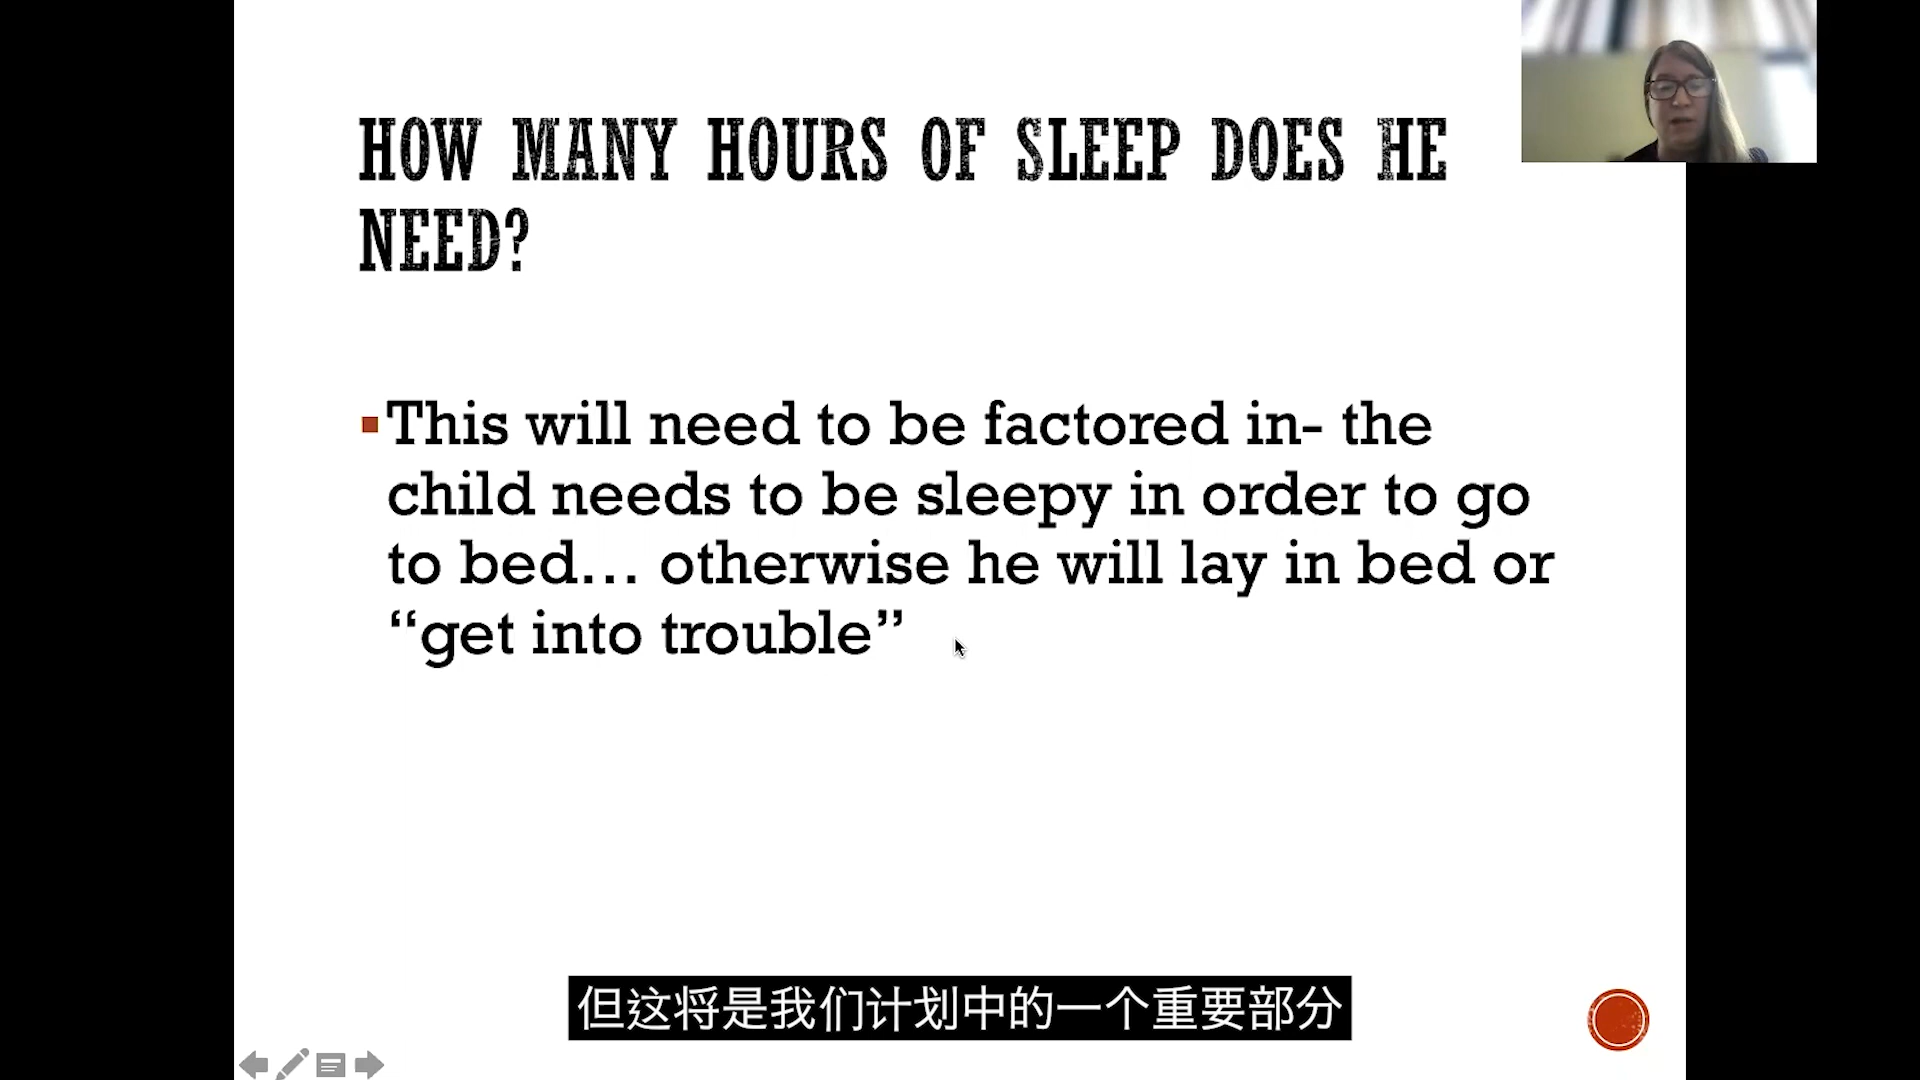 HOW MANY HOURS OF SLEEP DOES HE
NEED?
This will need to be factored in- the
child needs to be sleepy in order to go
to bed… otherwise he will lay in bed or
“get into trouble”
但这将是我们计划中的一个重要部分